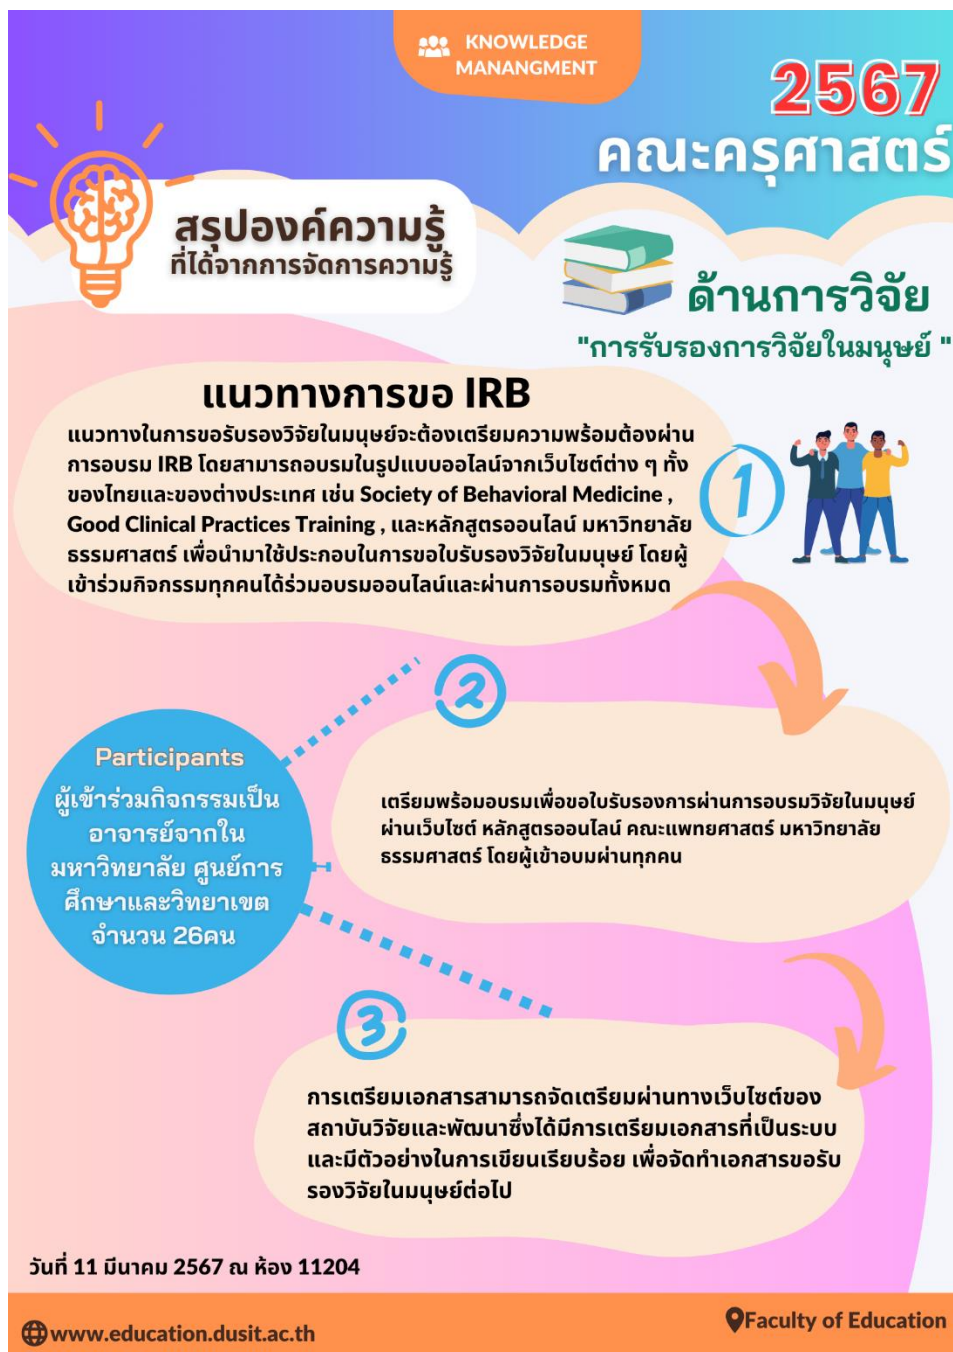 KNOWLEDGE
MANANGMENT
2567
คณะครุศาสตร์
สรุปองค์ความรู้
ที่ได้จากการจัดการความรู้
ด้านการวิจัย
"การรับรองการวิจัยในมนุษย์ "
แนวทางการขอ IRB
แนวทางในการขอรับรองวิจัยในมนุษย์จะต้องเตรียมความพร้อมต้องผ่าน
การอบรม IRB โดยสามารถอบรมในรูปแบบออนไลน์จากเว็บไซต์ต่าง ๆ ทั้ง
ของไทยและของต่างประเทศ เช่น Society of Behavioral Medicine ,
Good Clinical Practices Training , และหลักสูตรออนไลน์ มหาวิทยาลัย
ธรรมศาสตร์ เพื่อนำมาใช้ประกอบในการขอใบรับรองวิจัยในมนุษย์ โดยผู้
เข้าร่วมกิจกรรมทุกคนได้ร่วมอบรมออนไลน์และผ่านการอบรมทั้งหมด
1
2
เตรียมพร้อมอบรมเพื่อขอใบรับรองการผ่านการอบรมวิจัยในมนุษย์
ผ่านเว็บไซต์ หลักสูตรออนไลน์ คณะแพทยศาสตร์ มหาวิทยาลัย
ธรรมศาสตร์ โดยผู้เข้าอบมผ่านทุกคน
Participants
ผู้เข้าร่วมกิจกรรมเป็น
อาจารย์จากใน
มหาวิทยาลัย ศูนย์การ
ศึกษาและวิทยาเขต
จำนวน 26คน
3
การเตรียมเอกสารสามารถจัดเตรียมผ่านทางเว็บไซต์ของ
สถาบันวิจัยและพัฒนาซึ่งได้มีการเตรียมเอกสารที่เป็นระบบ
และมีตัวอย่างในการเขียนเรียบร้อย เพื่อจัดทำเอกสารขอรับ
รองวิจัยในมนุษย์ต่อไป
วันที่ 11 มีนาคม 2567 ณ ห้อง 11204
www.education.dusit.ac.th
Faculty of Education